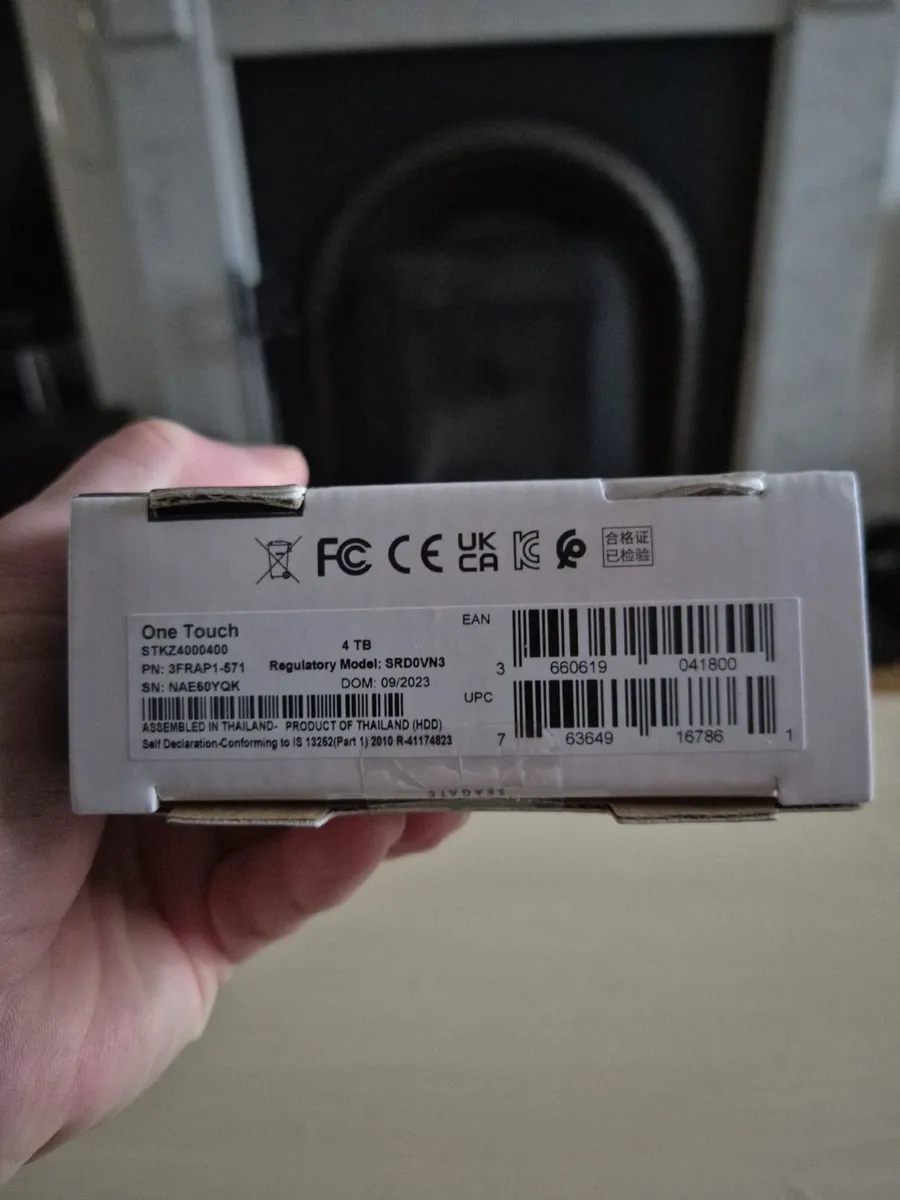 FC CE UK CA
合格证
已检验
One Touch
STKZ4000400
PN: 3FRAP1-571
SN: NAE60YQK
4 TB
Regulatory Model: SRD0VN3
DOM: 09/2023
ASSEMBLED IN THAILAND- PRODUCT OF THAILAND (HDD)
Self Declaration-Conforming to IS 13252(Part 1) 2010 R-41174823
EAN
3 660619 041800
UPC
7 63649 16786 1
SEAGATE